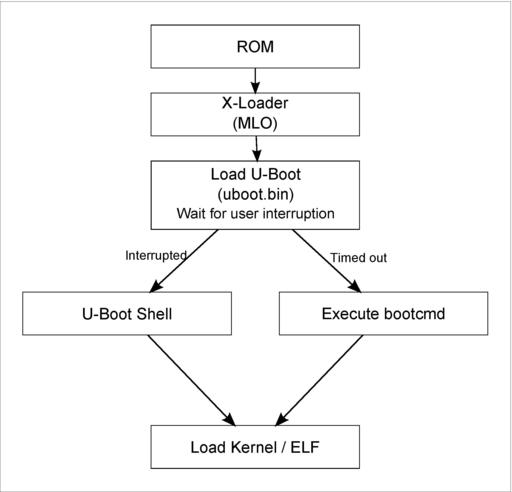 ROM
X-Loader
(MLO)
Load U-Boot
(uboot.bin)
Wait for user interruption
Interrupted
Timed out
U-Boot Shell
Execute bootcmd
Load Kernel / ELF